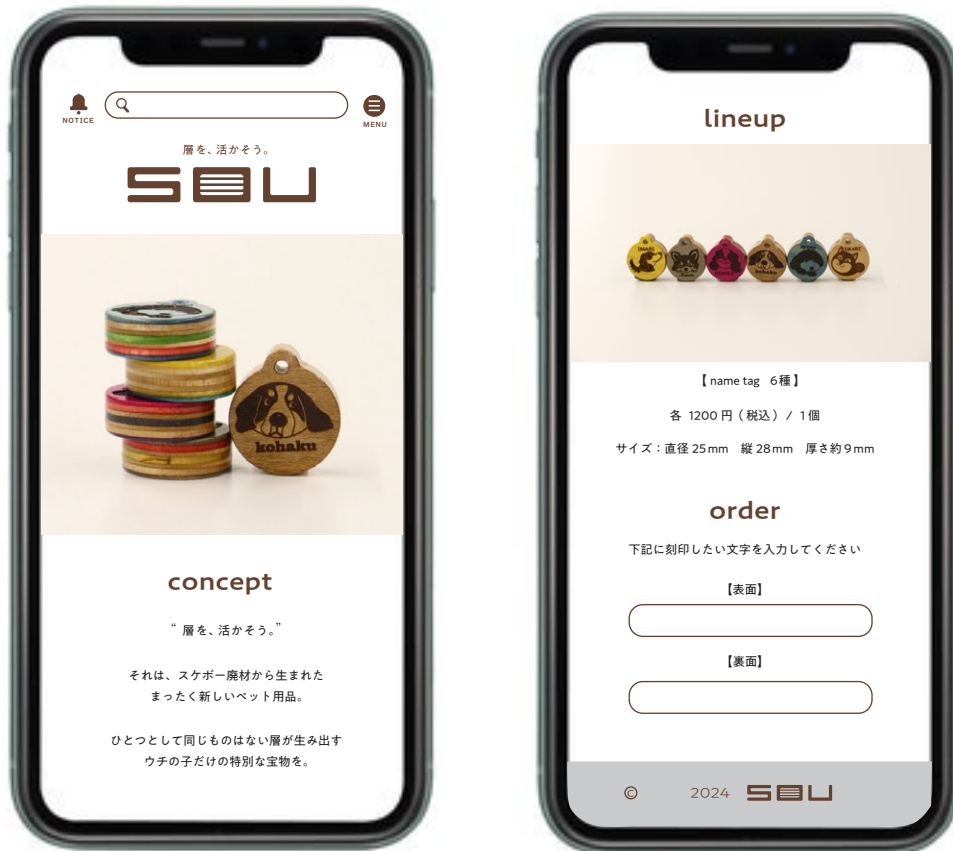 NOTICE
MENU
層を、活かそう。
SOU
kohaku
concept
“ 層を、活かそう。”
それは、スケボー廃材から生まれた
まったく新しいペット用品。
ひとつとして同じものはない層が生み出す
ウチの子だけの特別な宝物を。
lineup
kohaku
【 name tag 6種 】
各 1200 円（税込）/ 1個
サイズ：直径 25mm 縦 28mm 厚さ約 9mm
order
下記に刻印したい文字を入力してください
【表面】
【裏面】
© 2024 SOU